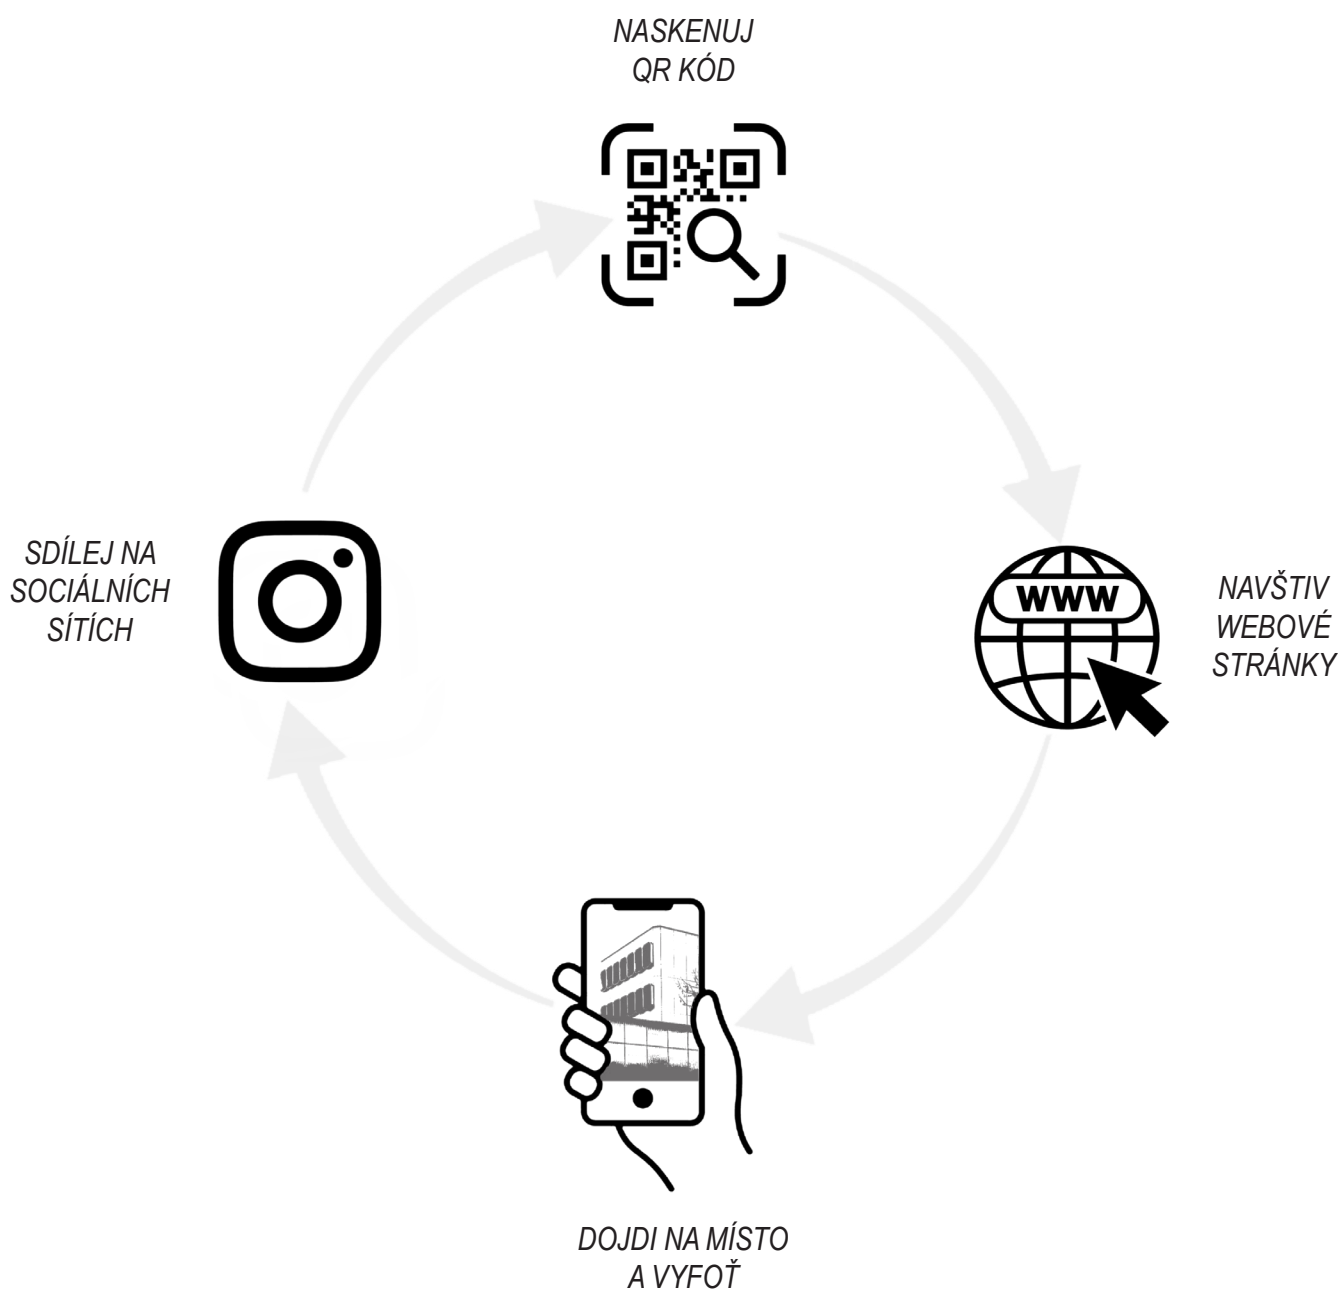 NASKENUJ
QR KÓD
WWW
NAVŠTIV
WEBOVÉ
STRÁNKY
DOJDI NA MÍSTO
A VYFOŤ
SDÍLEJ NA
SOCIÁLNÍCH
SÍTÍCH